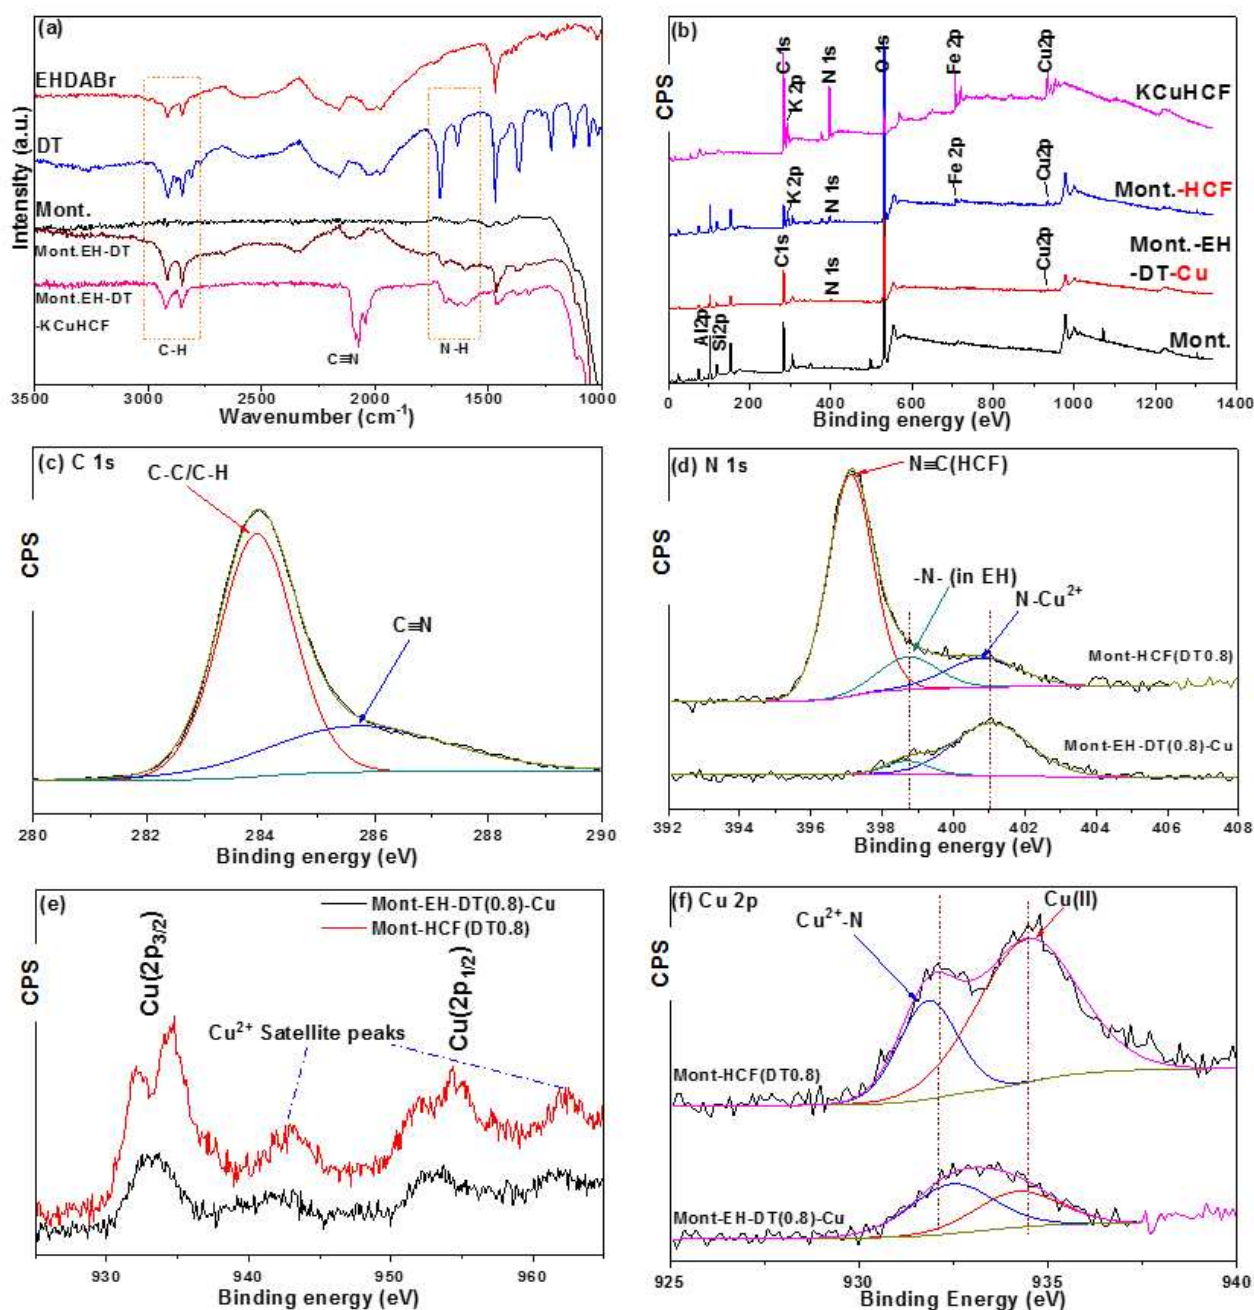 (a)
EHDABr
DT
Mont.
Mont.EH-DT
Mont.EH-DT
-KCuHCF
C-H
C≡N
N-H
Intensity (a.u.)
3500 3000 2500 2000 1500 1000
Wavenumber (cm⁻¹)
(b)
CPS
C 1s
K 2p
N 1s
O 1s
Fe 2p
Cu2p
KCuHCF
K 2p
N 1s
Fe 2p
Cu2p
Mont.-HCF
C1s
N 1s
Cu2p
Mont.-EH
-DT-Cu
Al2p
Si2p
Mont.
0 200 400 600 800 1000 1200 1400
Binding energy (eV)
(c) C 1s
C-C/C-H
C≡N
CPS
280 282 284 286 288 290
Binding energy (eV)
(d) N 1s
N≡C(HCF)
-N- (in EH)
N-Cu²⁺
Mont-HCF(DT0.8)
Mont-EH-DT(0.8)-Cu
CPS
392 394 396 398 400 402 404 406 408
Binding energy (eV)
(e)
Mont-EH-DT(0.8)-Cu
Mont-HCF(DT0.8)
Cu(2p3/2)
Cu(2p1/2)
Cu²⁺ Satellite peaks
CPS
930 940 950 960
Binding energy (eV)
(f) Cu 2p
Cu(II)
Cu²⁺-N
Mont-HCF(DT0.8)
Mont-EH-DT(0.8)-Cu
CPS
925 930 935 940
Binding Energy (eV)